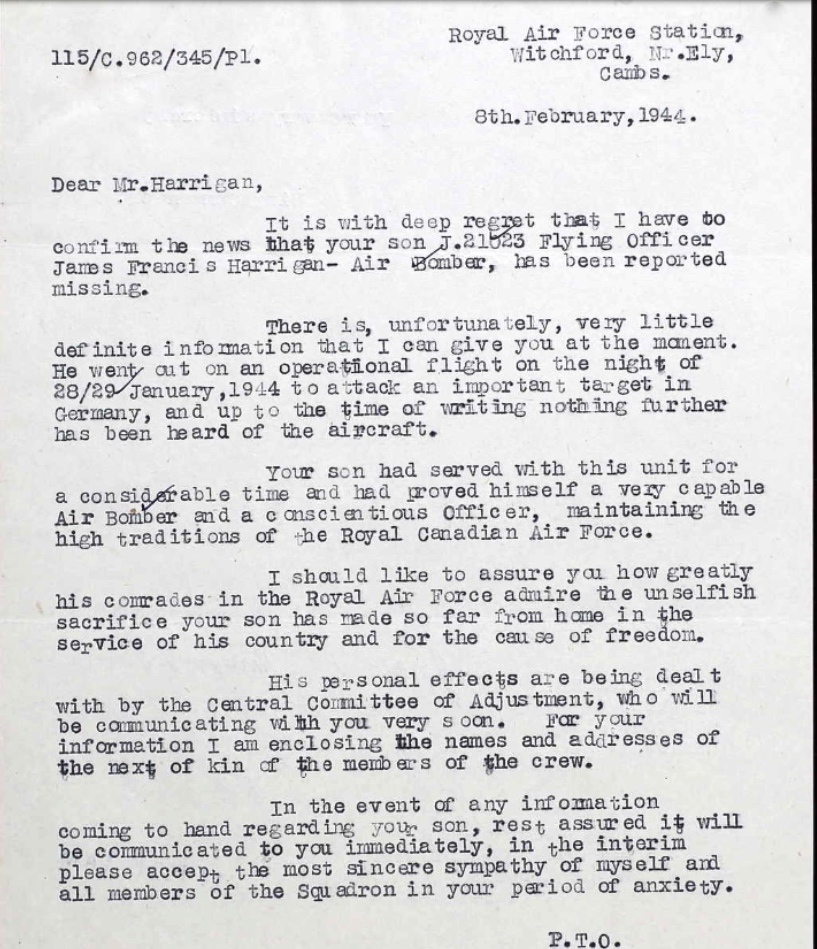 Royal Air Force Station,
115/C.962/345/Pl.
Witchford, Nr.Ely,
Cambs.
8th.February,1944.
Dear Mr.Harrigan,
It is with deep regret that I have to
confirm the news that your son J.21023 Flying Officer
James Francis Harrigan- Air Bomber, has been reported
missing.
There is, unfortunately, very little
definite information that I can give you at the moment.
He went out on an operational flight on the night of
28/29 January,1944 to attack an important target in
Germany, and up to the time of writing nothing further
has been heard of the aircraft.
Your son had served with this unit for
a considerable time and had proved himself a very capable
Air Bomber and a conscientious Officer, maintaining the
high traditions of the Royal Canadian Air Force.
I should like to assure you how greatly
his comrades in the Royal Air Force admire the unselfish
sacrifice your son has made so far from home in the
service of his country and for the cause of freedom.
His personal effects are being dealt
with by the Central Committee of Adjustment, who will
be communicating with you very soon. For your
information I am enclosing the names and addresses of
the next of kin of the members of the crew.
In the event of any information
coming to hand regarding your son, rest assured it will
be communicated to you immediately, in the interim
please accept the most sincere sympathy of myself and
all members of the Squadron in your period of anxiety.
P.T.O.